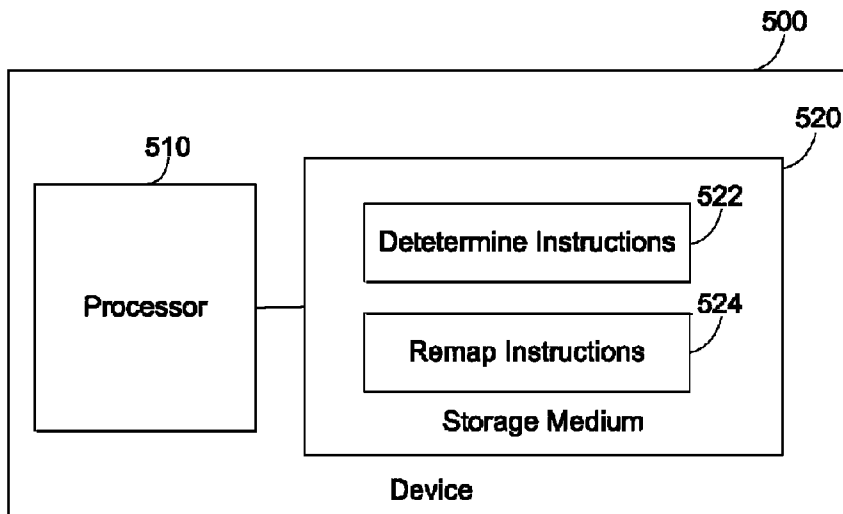 500
520
510
522
Detetermine Instructions
524
Processor
Remap Instructions
Storage Medium
Device